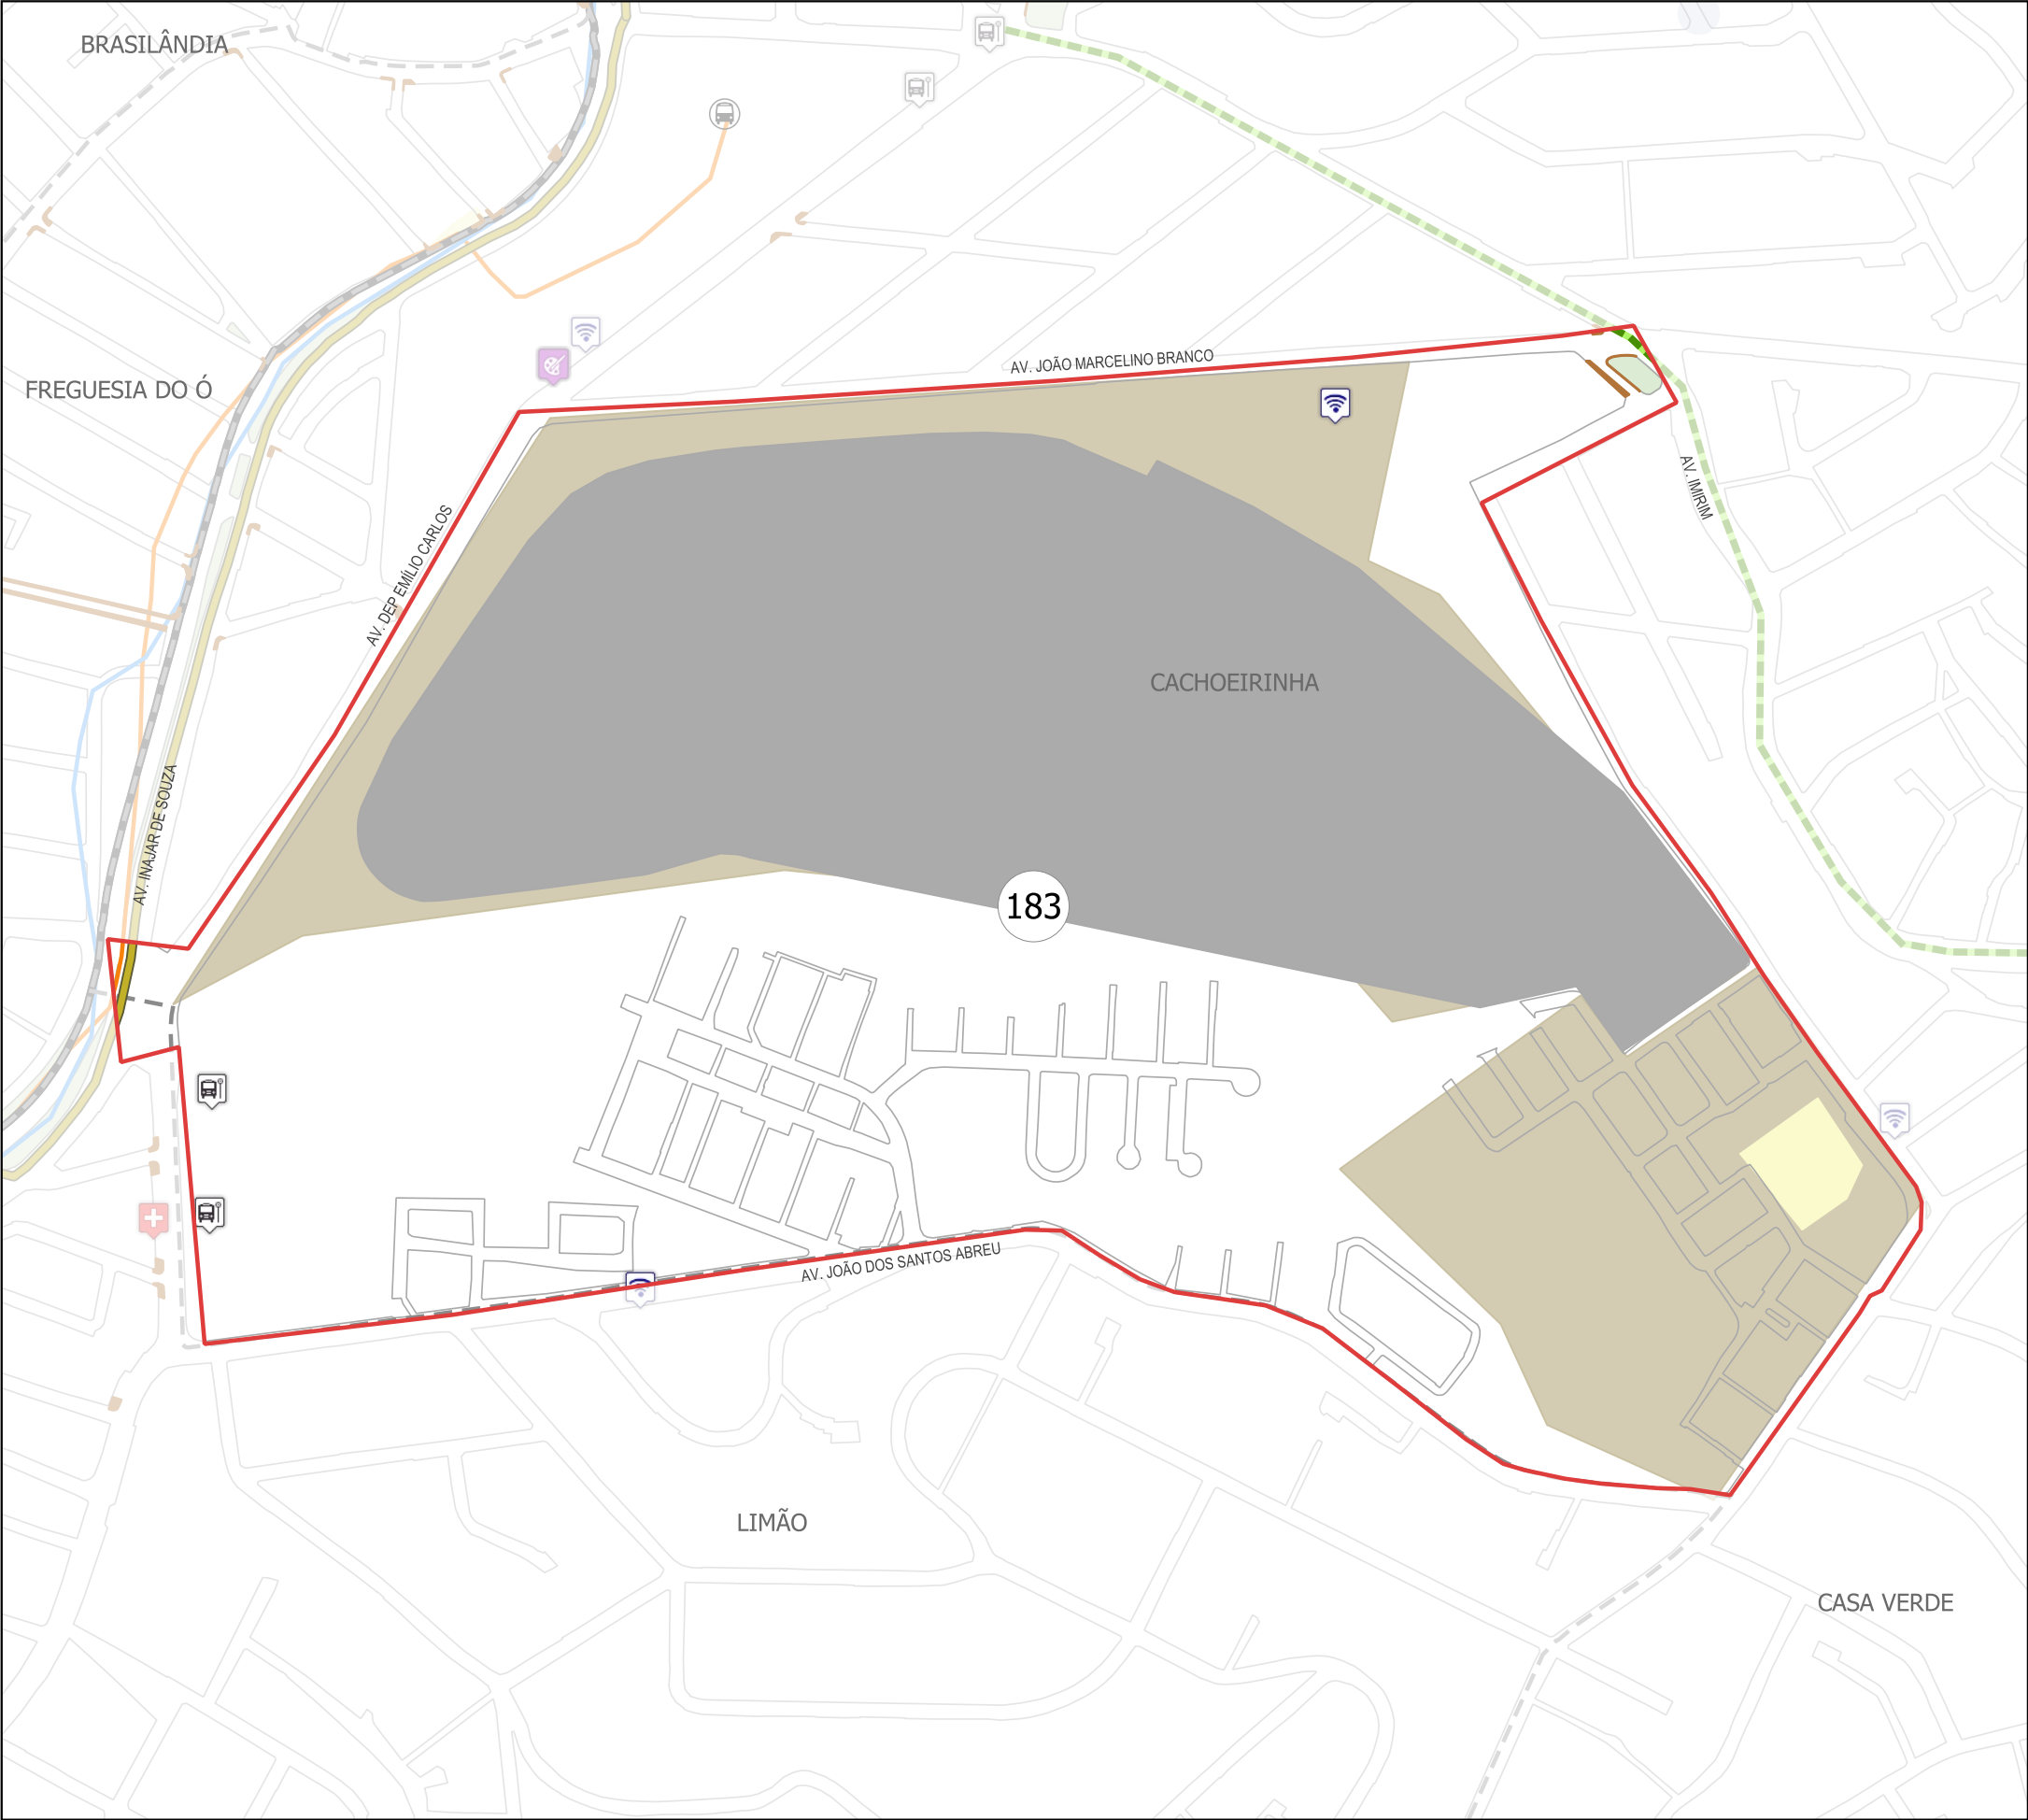 BRASILÂNDIA
FREGUESIA DO Ó
AV. JOÃO MARCELINO BRANCO
AV. IMIRIM
AV. DEP EMÍLIO CARLOS
CACHOEIRINHA
AV. INAJAR DE SOUZA
183
AV. JOÃO DOS SANTOS ABREU
LIMÃO
CASA VERDE